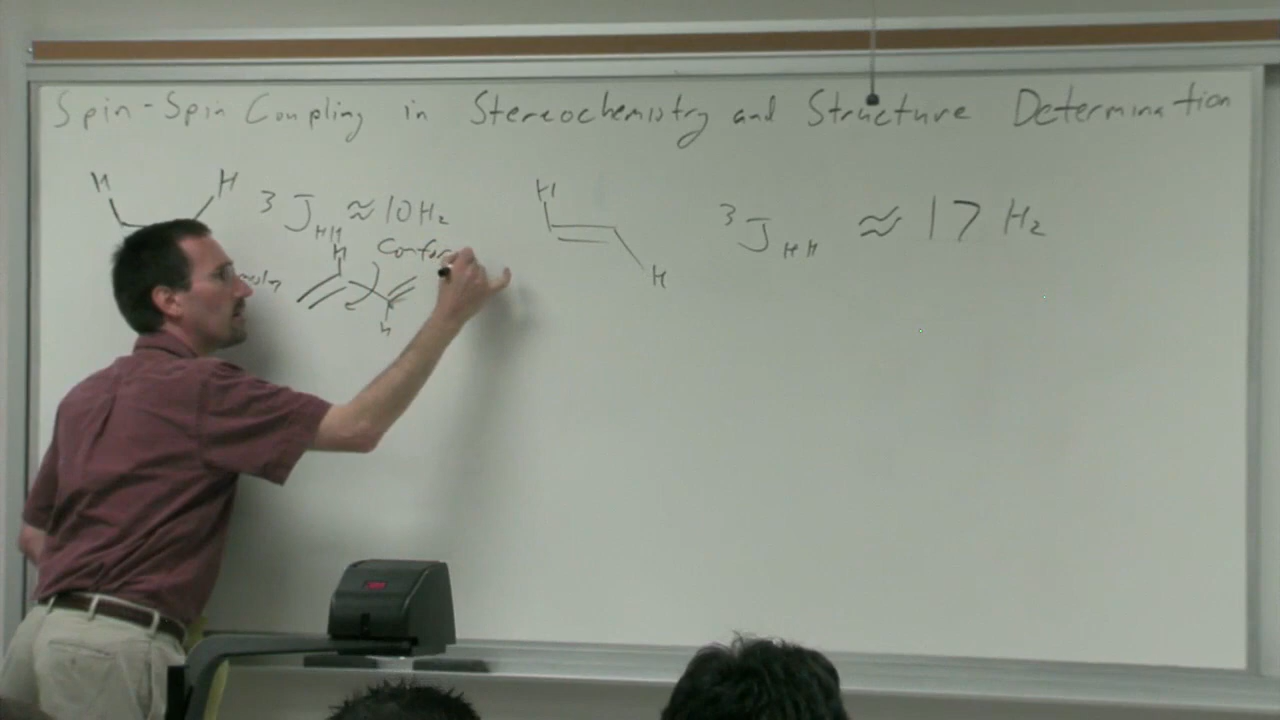 Spin-Spin Coupling in Stereochemistry and Structure Determination
H H ³J HH ≈ 10 Hz
H H ³J HH ≈ 17 Hz
H Confor
H